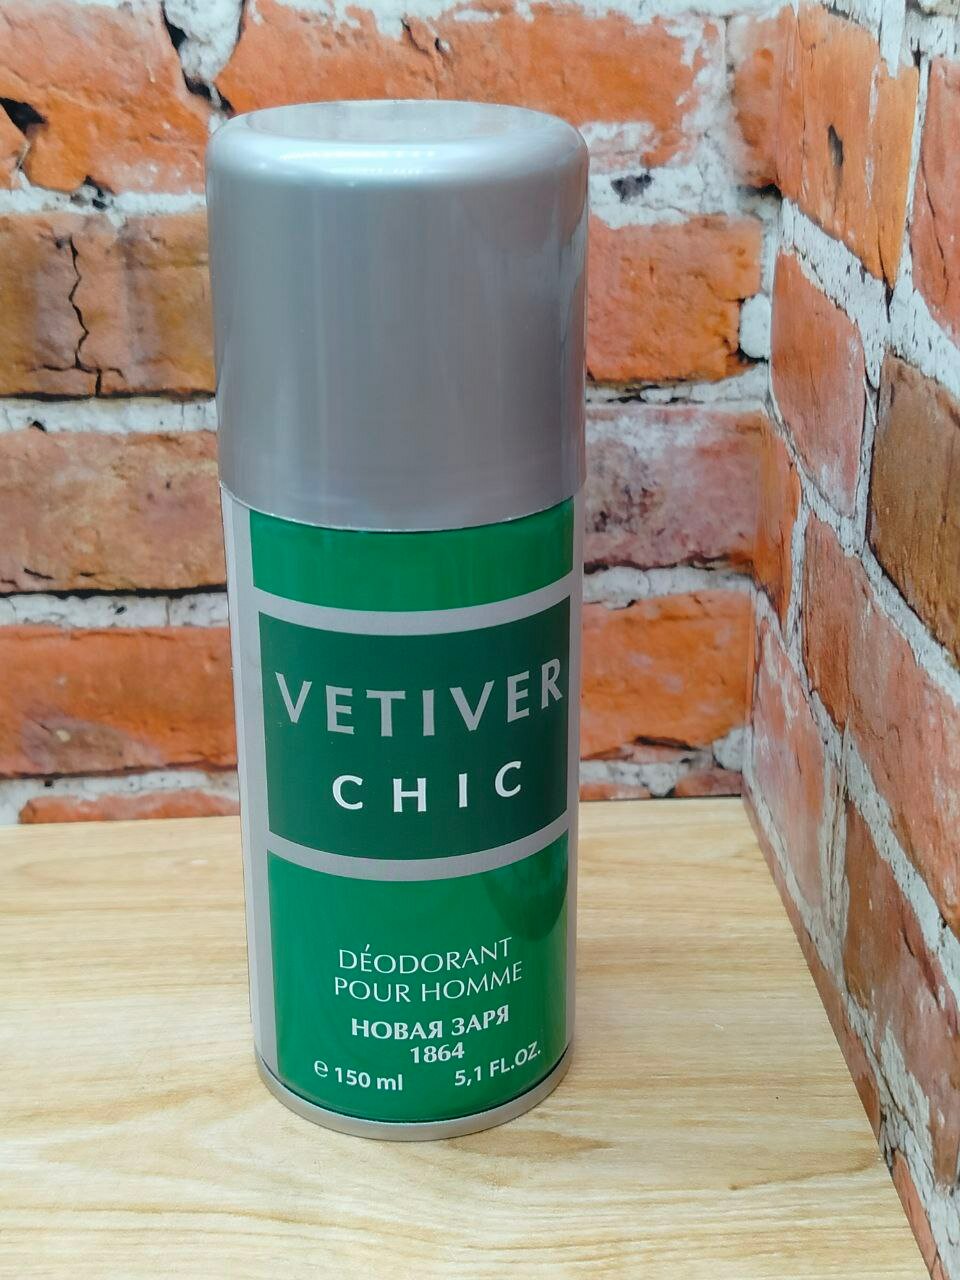 VETIVER
CHIC
DÉODORANT
POUR HOMME
НОВАЯ ЗАРЯ
1864
℮ 150 ml 5,1 FL.OZ.